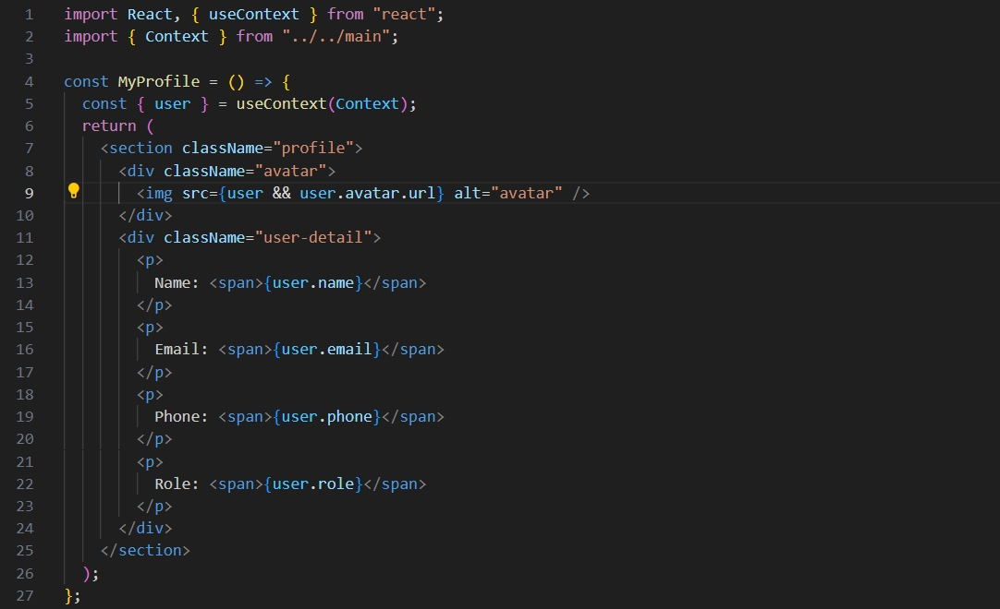 1 import React, { useContext } from "react";
2 import { Context } from "../../main";
3
4 const MyProfile = () => {
5   const { user } = useContext(Context);
6   return (
7     <section className="profile">
8       <div className="avatar">
9         <img src={user && user.avatar.url} alt="avatar" />
10       </div>
11       <div className="user-detail">
12         <p>
13           Name: <span>{user.name}</span>
14         </p>
15         <p>
16           Email: <span>{user.email}</span>
17         </p>
18         <p>
19           Phone: <span>{user.phone}</span>
20         </p>
21         <p>
22           Role: <span>{user.role}</span>
23         </p>
24       </div>
25     </section>
26   );
27 };